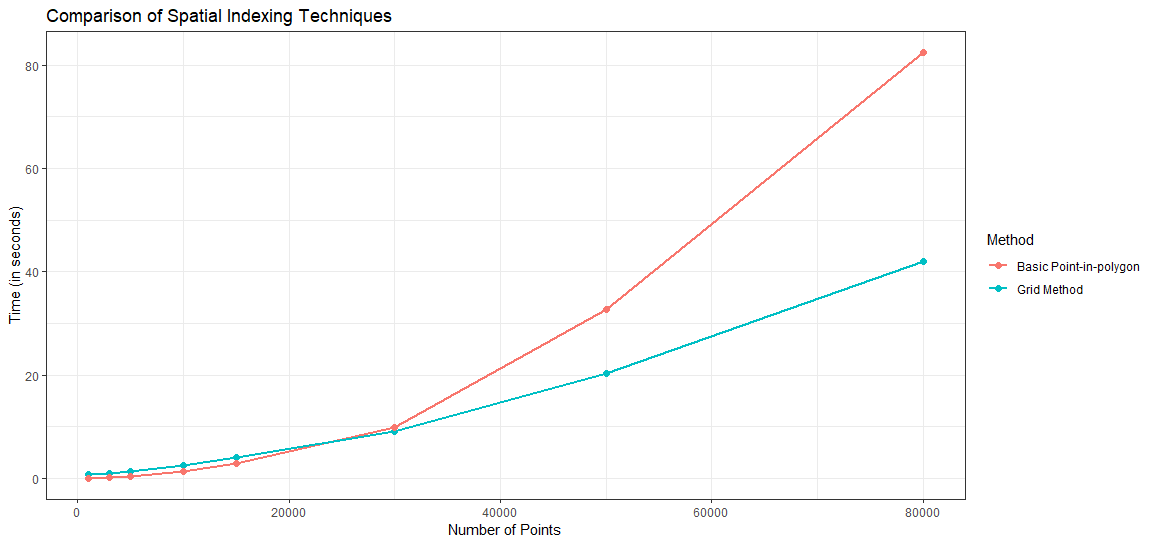 Comparison of Spatial Indexing Techniques
80
60
40
20
0
Time (in seconds)
0 20000 40000 60000 80000
Number of Points
Method
Basic Point-in-polygon
Grid Method